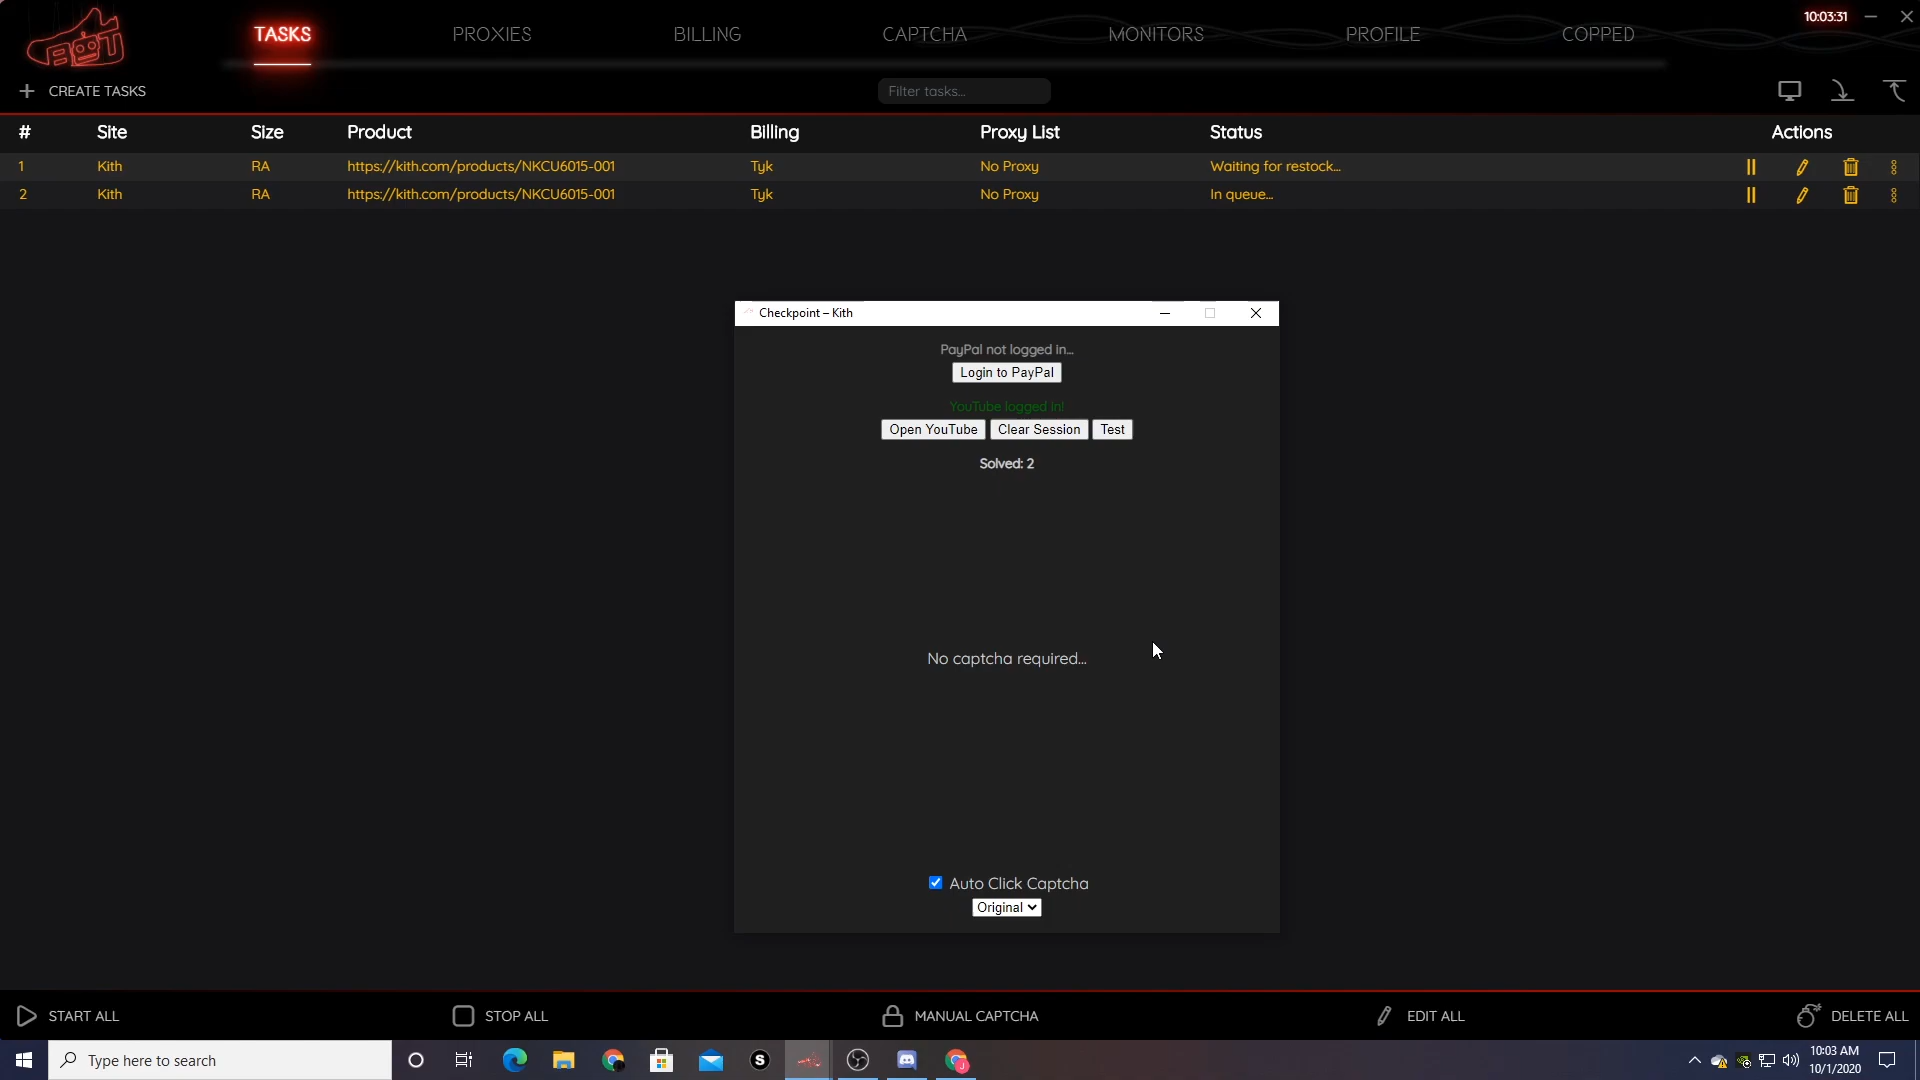 TASKS PROXIES BILLING CAPTCHA MONITORS PROFILE COPPED 10:03:31
CREATE TASKS Filter tasks...
# Site Size Product Billing Proxy List Status Actions
1 Kith RA https://kith.com/products/NKCU6015-001 Tyk No Proxy Waiting for restock...
2 Kith RA https://kith.com/products/NKCU6015-001 Tyk No Proxy In queue...
Checkpoint – Kith
PayPal not logged in...
Login to PayPal
YouTube logged in!
Open YouTube Clear Session Test
Solved: 2
No captcha required...
Auto Click Captcha
Original
START ALL STOP ALL MANUAL CAPTCHA EDIT ALL DELETE ALL
Type here to search
10:03 AM
10/1/2020